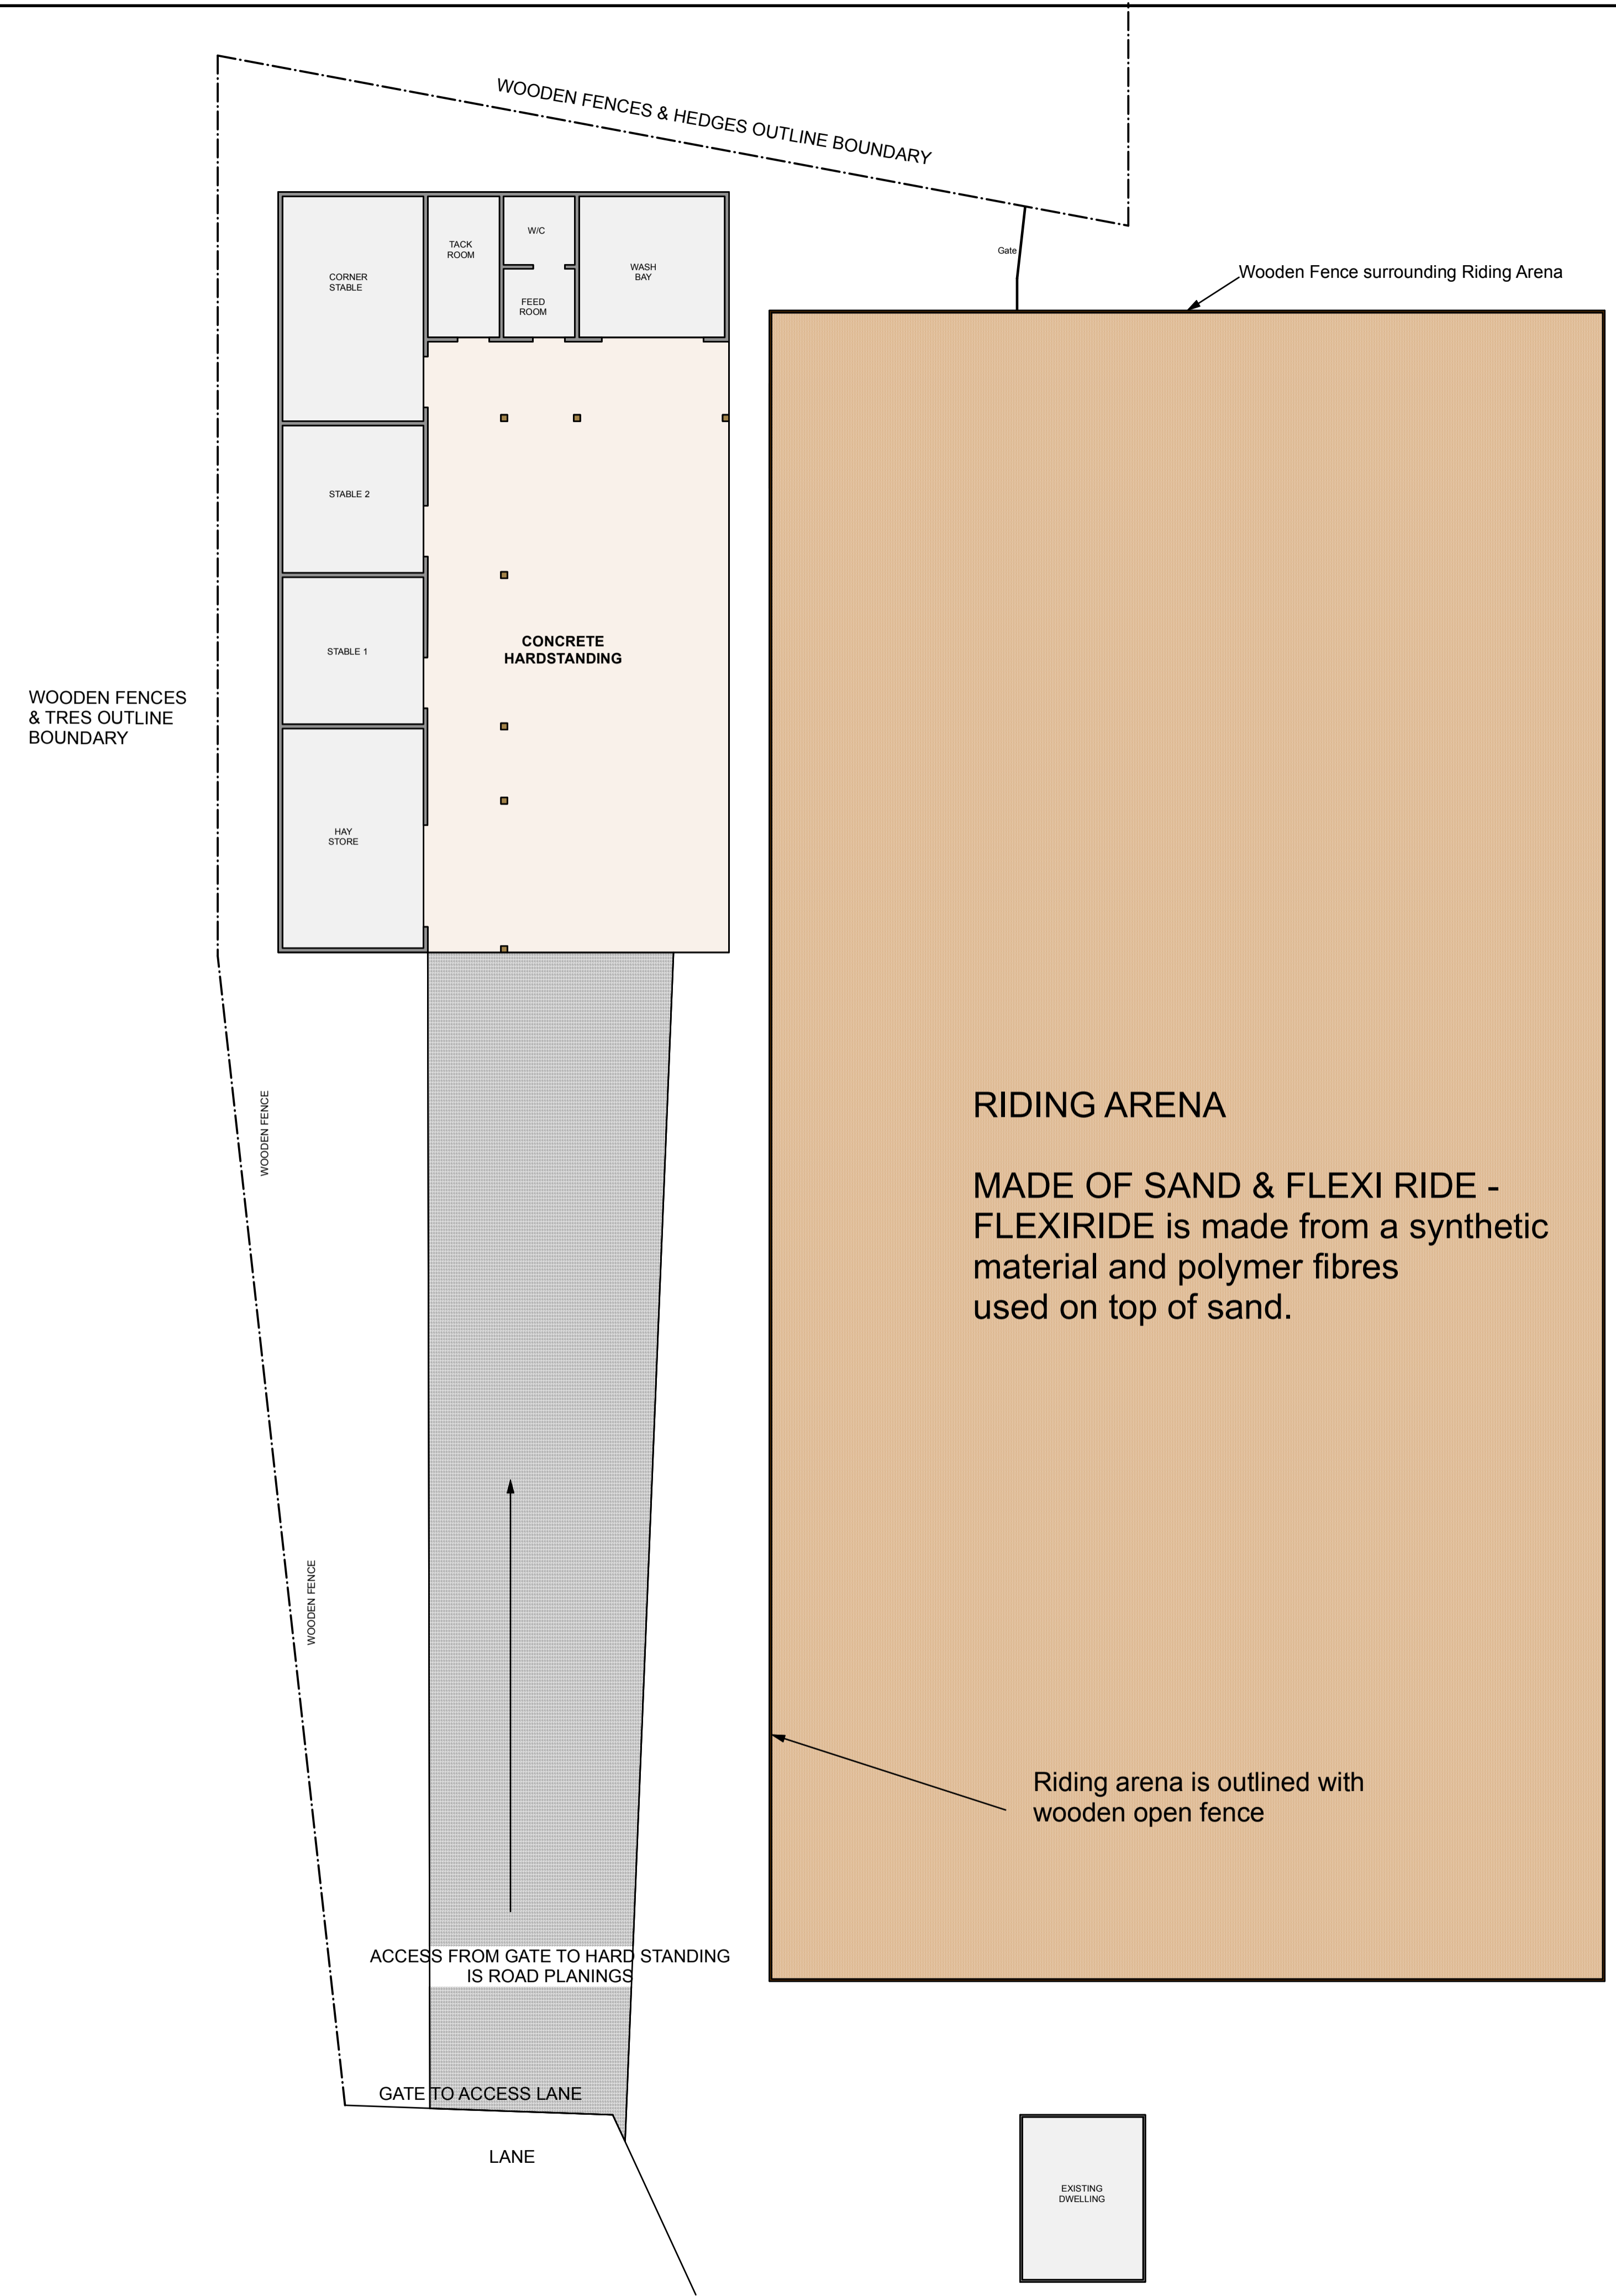 WOODEN FENCES & HEDGES OUTLINE BOUNDARY
Gate
Wooden Fence surrounding Riding Arena
TACK
ROOM
W/C
FEED
ROOM
WASH
BAY
CORNER
STABLE
STABLE 2
STABLE 1
CONCRETE
HARDSTANDING
WOODEN FENCES
& TRES OUTLINE
BOUNDARY
HAY
STORE
WOODEN FENCE
RIDING ARENA
MADE OF SAND & FLEXI RIDE -
FLEXIRIDE is made from a synthetic
material and polymer fibres
used on top of sand.
WOODEN FENCE
Riding arena is outlined with
wooden open fence
ACCESS FROM GATE TO HARD STANDING
IS ROAD PLANINGS
GATE TO ACCESS LANE
LANE
EXISTING
DWELLING